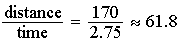 distance/time = 170/2.75 ≈ 61.8